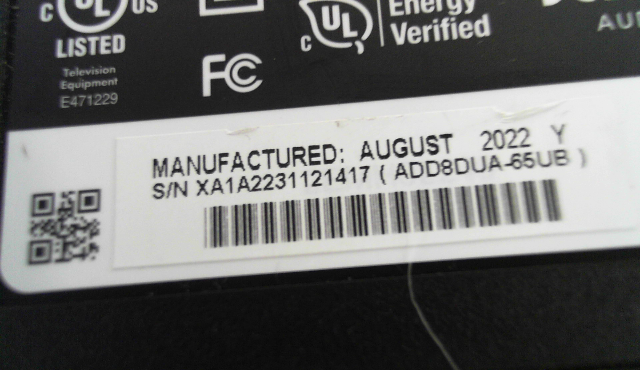 c UL US
LISTED
Television
Equipment
E471229
FC
c UL
Energy
Verified
MANUFACTURED: AUGUST 2022 Y
S/N XA1A2231121417 ( ADD8DUA-65UB )